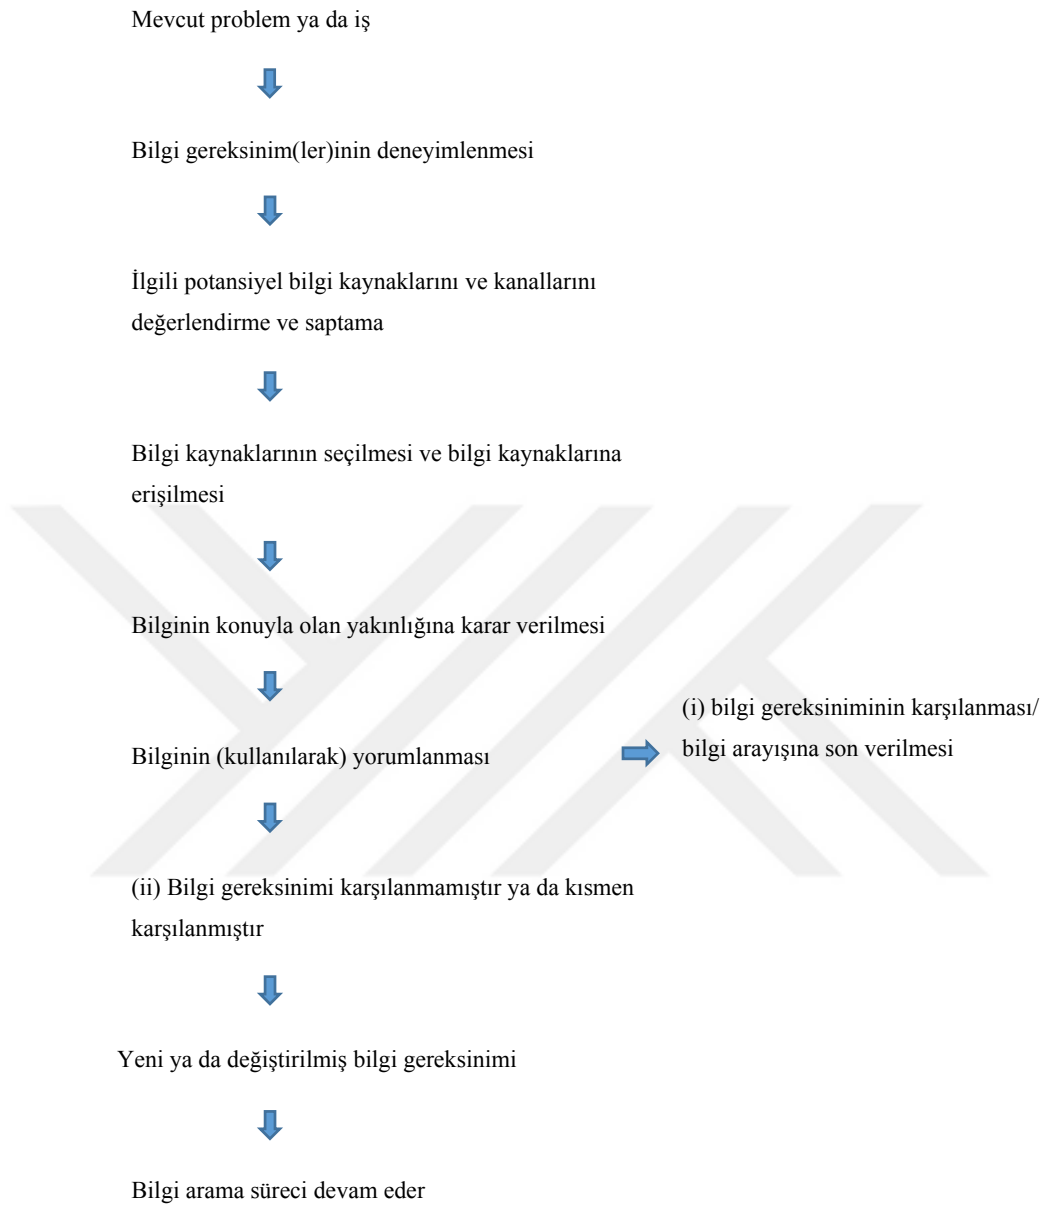 Mevcut problem ya da iş
Bilgi gereksinim(ler)inin deneyimlenmesi
İlgili potansiyel bilgi kaynaklarını ve kanallarını
değerlendirme ve saptama
Bilgi kaynaklarının seçilmesi ve bilgi kaynaklarına
erişilmesi
Bilginin konuyla olan yakınlığına karar verilmesi
Bilginin (kullanılarak) yorumlanması
(i) bilgi gereksiniminin karşılanması/
bilgi arayışına son verilmesi
(ii) Bilgi gereksinimi karşılanmamıştır ya da kısmen
karşılanmıştır
Yeni ya da değiştirilmiş bilgi gereksinimi
Bilgi arama süreci devam eder